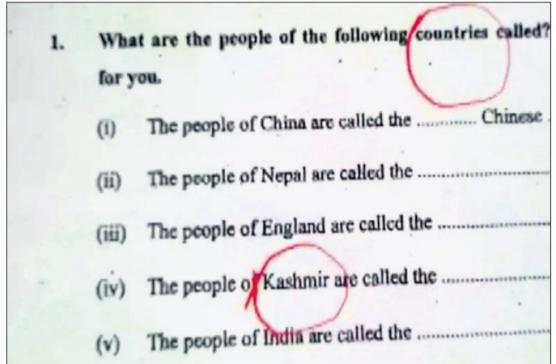 1. What are the people of the following countries called?
for you.
(i) The people of China are called the ............ Chinese .
(ii) The people of Nepal are called the ........................
(iii) The people of England are called the ........................
(iv) The people of Kashmir are called the ........................
(v) The people of India are called the ........................